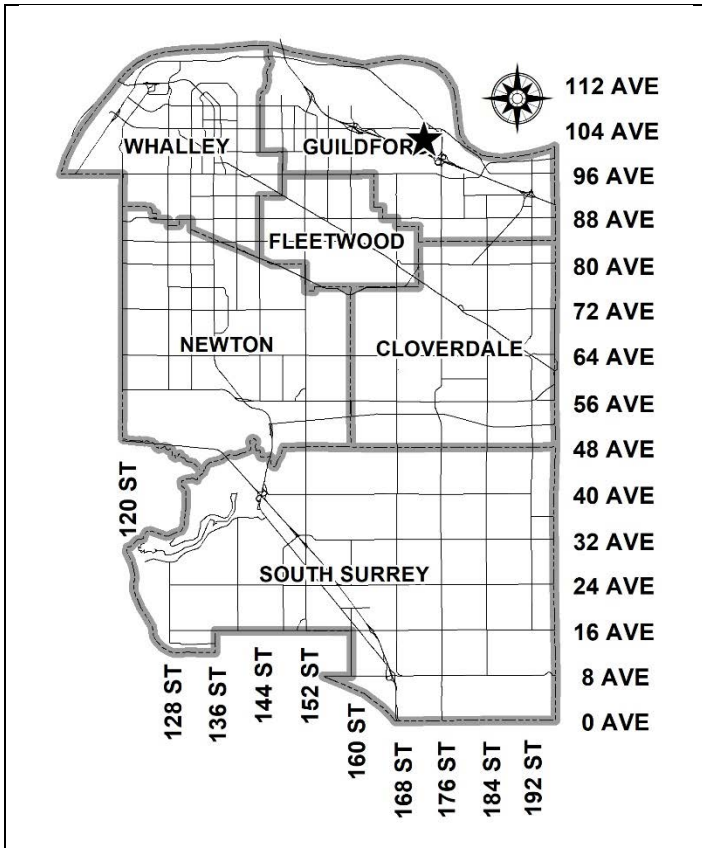 112 AVE
104 AVE
WHALLEY
GUILDFOR
96 AVE
88 AVE
FLEETWOOD
80 AVE
72 AVE
NEWTON
CLOVERDALE
64 AVE
56 AVE
48 AVE
120 ST
40 AVE
32 AVE
SOUTH SURREY
24 AVE
16 AVE
128 ST
136 ST
144 ST
152 ST
160 ST
8 AVE
168 ST
176 ST
184 ST
192 ST
0 AVE